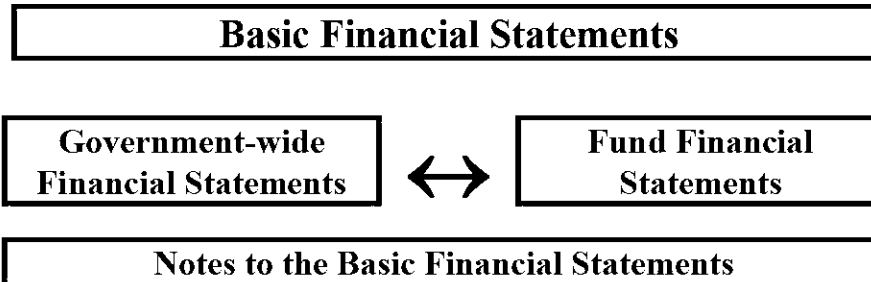 Basic Financial Statements
Government-wide
Financial Statements
Fund Financial
Statements
Notes to the Basic Financial Statements